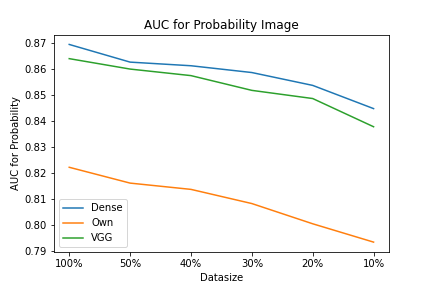 AUC for Probability Image
AUC for Probability
0.87
0.86
0.85
0.84
0.83
0.82
0.81
0.80
0.79
Dense
Own
VGG
100%
50%
40%
30%
20%
10%
Datasize